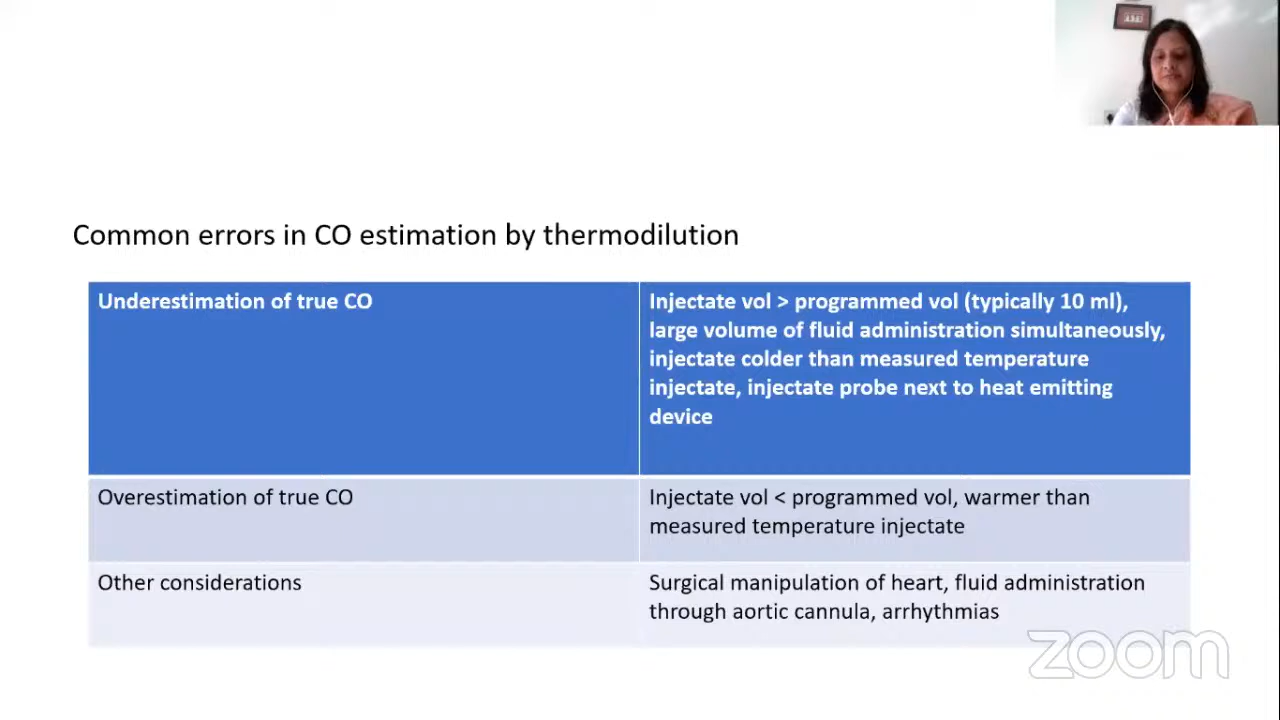 Common errors in CO estimation by thermodilution
Underestimation of true CO
Injectate vol > programmed vol (typically 10 ml),
large volume of fluid administration simultaneously,
injectate colder than measured temperature
injectate, injectate probe next to heat emitting
device
Overestimation of true CO
Injectate vol < programmed vol, warmer than
measured temperature injectate
Other considerations
Surgical manipulation of heart, fluid administration
through aortic cannula, arrhythmias
zoom